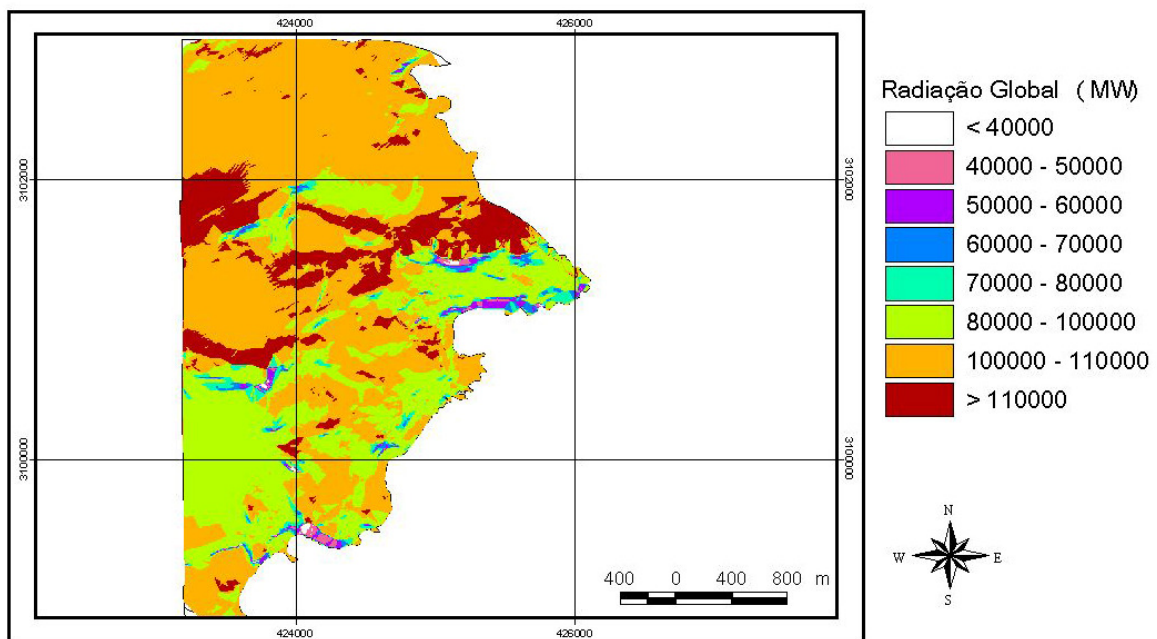 424000 426000
Radiação Global ( MW)
< 40000
40000 - 50000
50000 - 60000
60000 - 70000
70000 - 80000
80000 - 100000
100000 - 110000
> 110000
3102000 3102000
3100000 3100000
N
W E
S
400 0 400 800 m
424000 426000